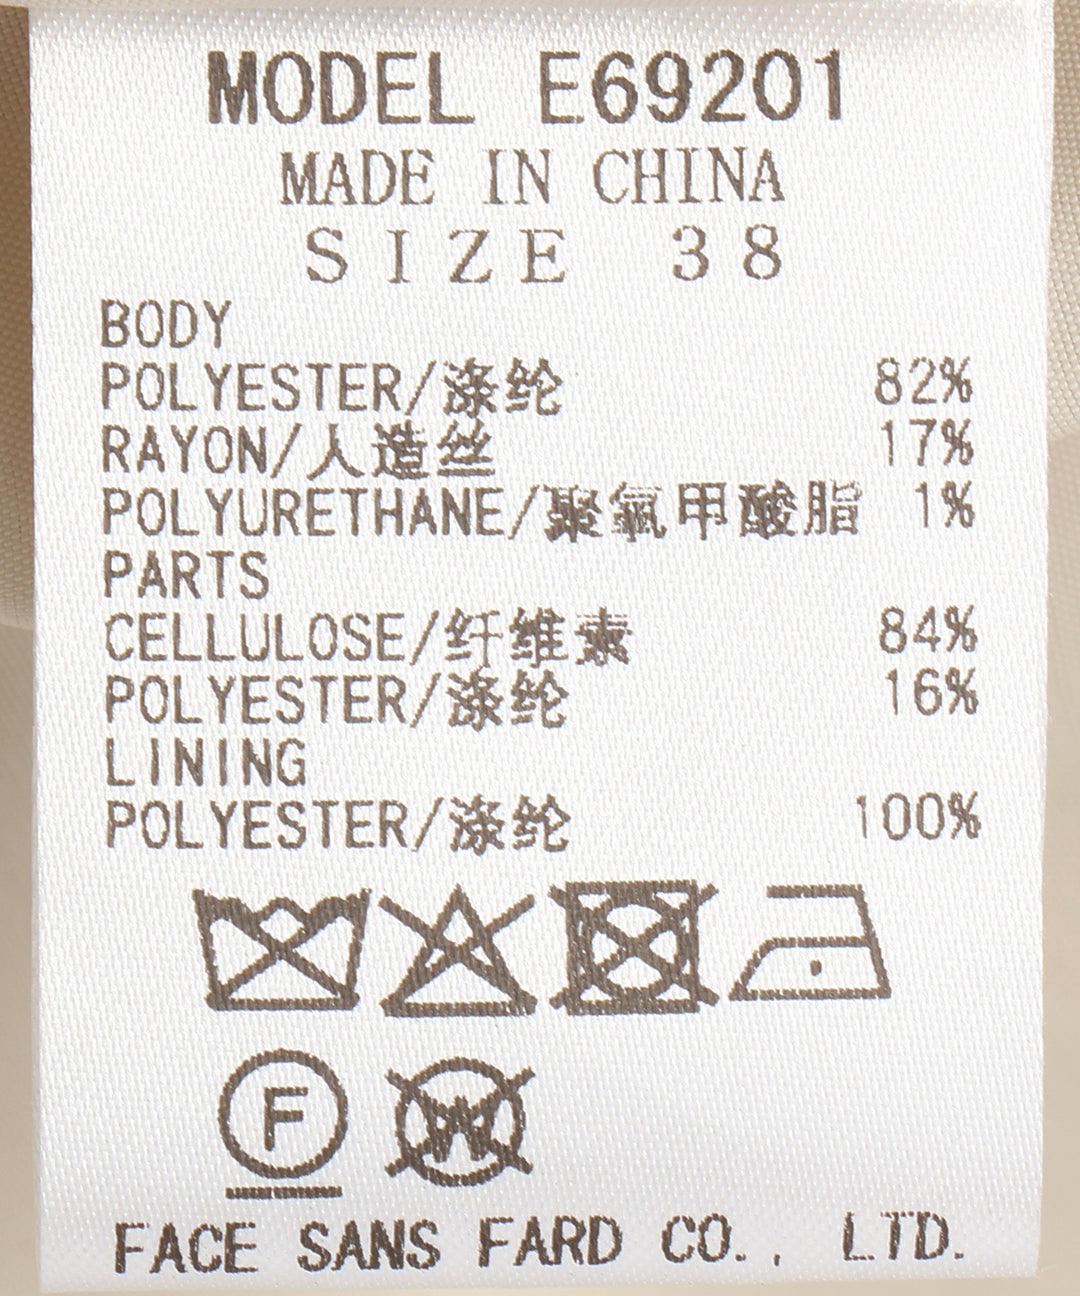 MODEL E69201
MADE IN CHINA
SIZE 38
BODY
POLYESTER/涤纶 82%
RAYON/人造丝 17%
POLYURETHANE/聚氨甲酸脂 1%
PARTS
CELLULOSE/纤维素 84%
POLYESTER/涤纶 16%
LINING
POLYESTER/涤纶 100%
F W
FACE SANS FARD CO., LTD.